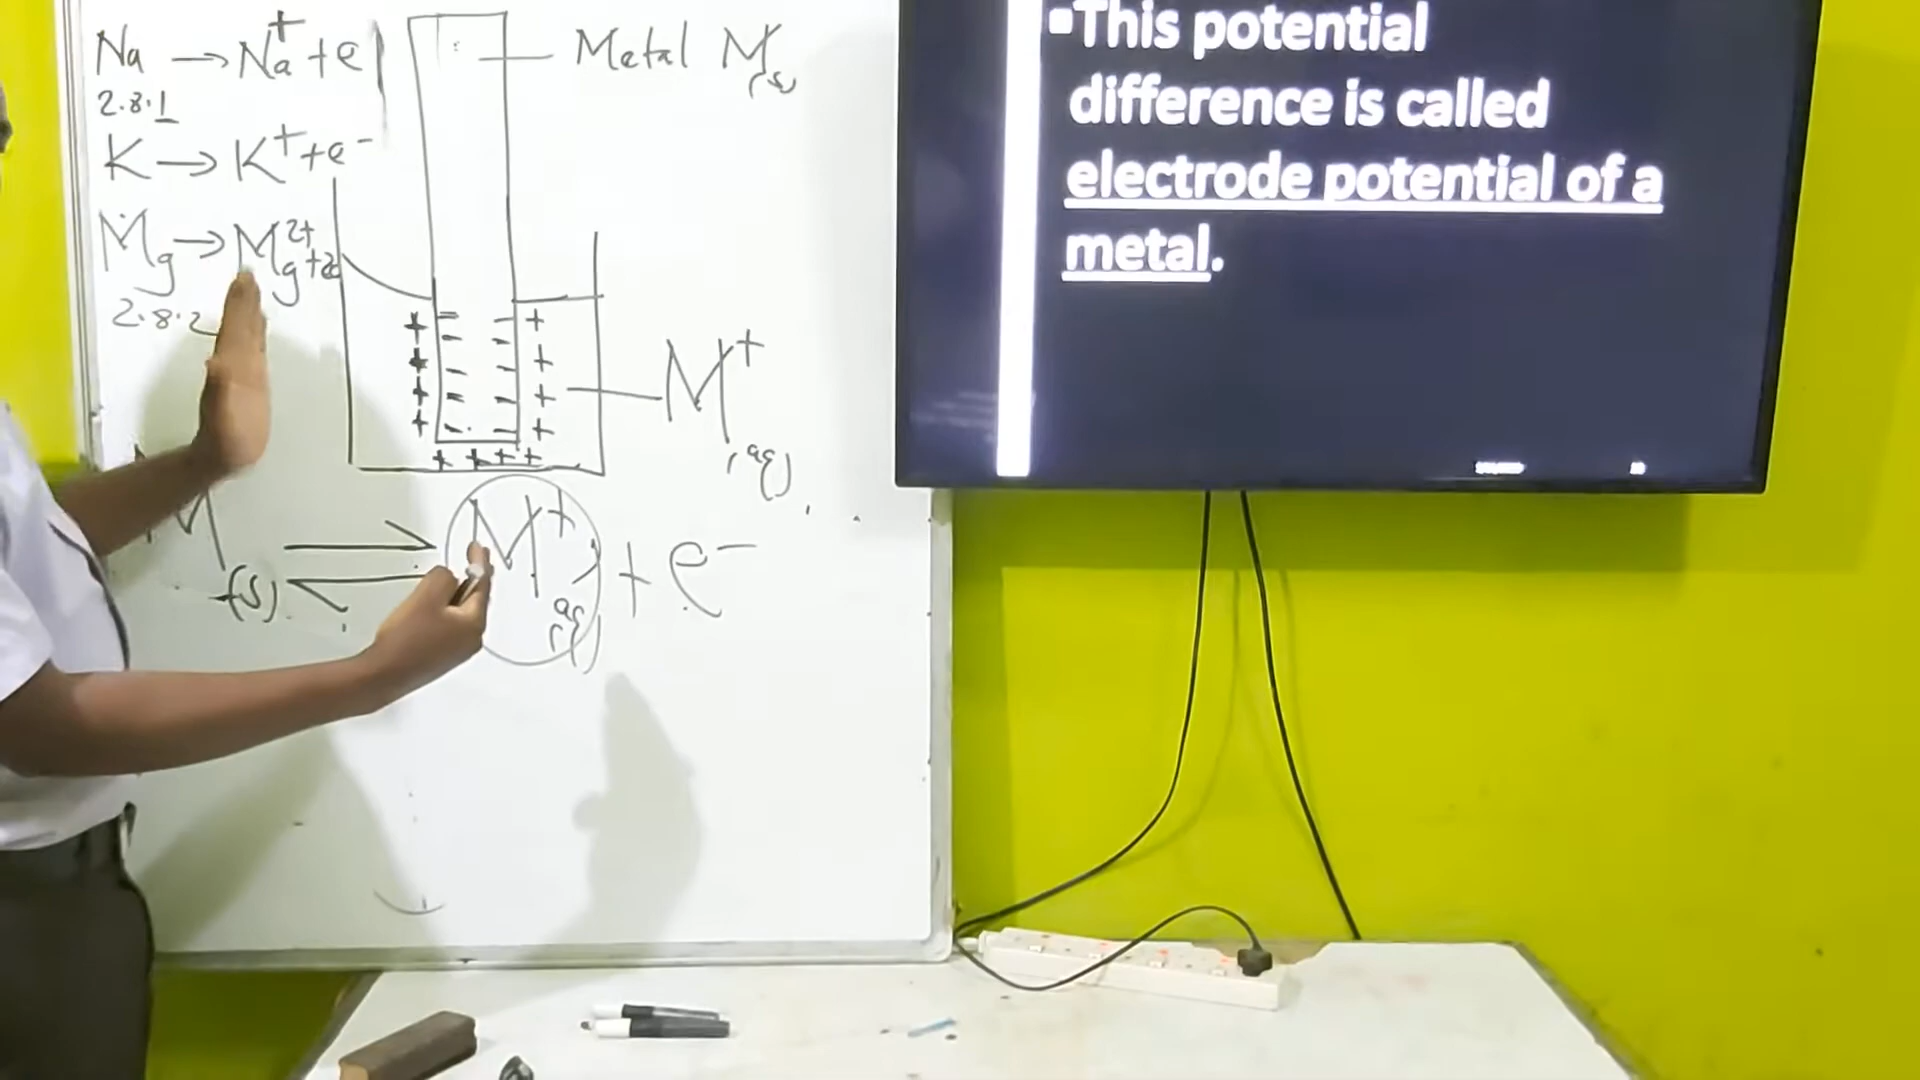 Na → Na⁺ + e
2.8.1
K → K⁺ + e⁻
Mg → Mg²⁺ + 2e
2.8.2
Metal M(s)
= - - - - - - - - -
+ + + + + + + + + + + +
M⁺(aq)
M(s) ⇌ M⁺(aq) + e⁻
▪This potential
difference is called
electrode potential of a
metal.